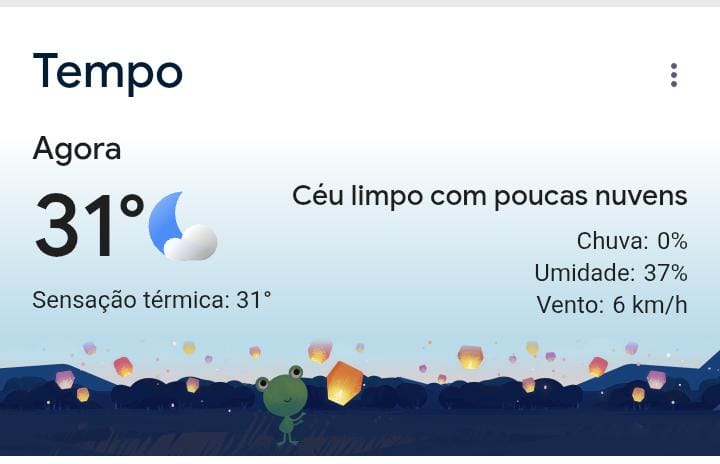 Tempo
Agora
31°
Céu limpo com poucas nuvens
Chuva: 0%
Umidade: 37%
Vento: 6 km/h
Sensação térmica: 31°